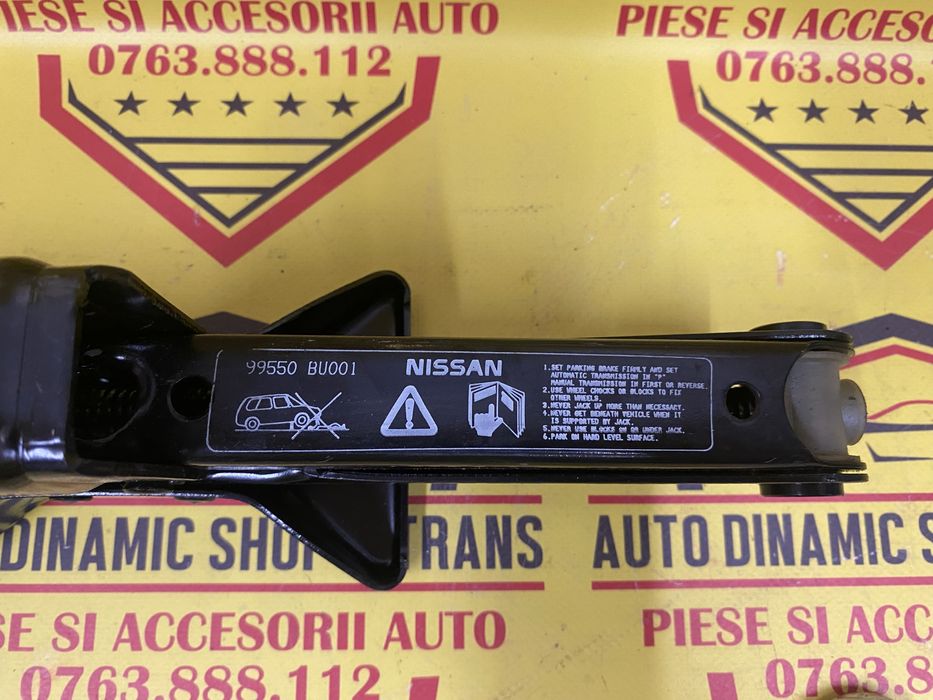 PIESE SI ACCESORII AUTO
0763.888.112
PIESE SI ACCESO
0763.888.
99550 BU001
NISSAN
1.SET PARKING BRAKE FIRMLY AND SET
AUTOMATIC TRANSMISSION IN "P"
MANUAL TRANSMISSION IN FIRST OR REVERSE.
2.USE WHEEL CHOCKS OR BLOCKS TO FIX
OTHER WHEELS.
3.NEVER JACK UP MORE THAN NECESSARY.
4.NEVER GET BENEATH VEHICLE WHEN IT
IS SUPPORTED BY JACK.
5.NEVER USE BLOCKS ON OR UNDER JACK.
6.PARK ON HARD LEVEL SURFACE.
DINAMIC SHO TRANS
AUTO DINAMIC S
SE SI ACCESORII AUTO
0763.888.112
PIESE SI ACCESO
0763.888.